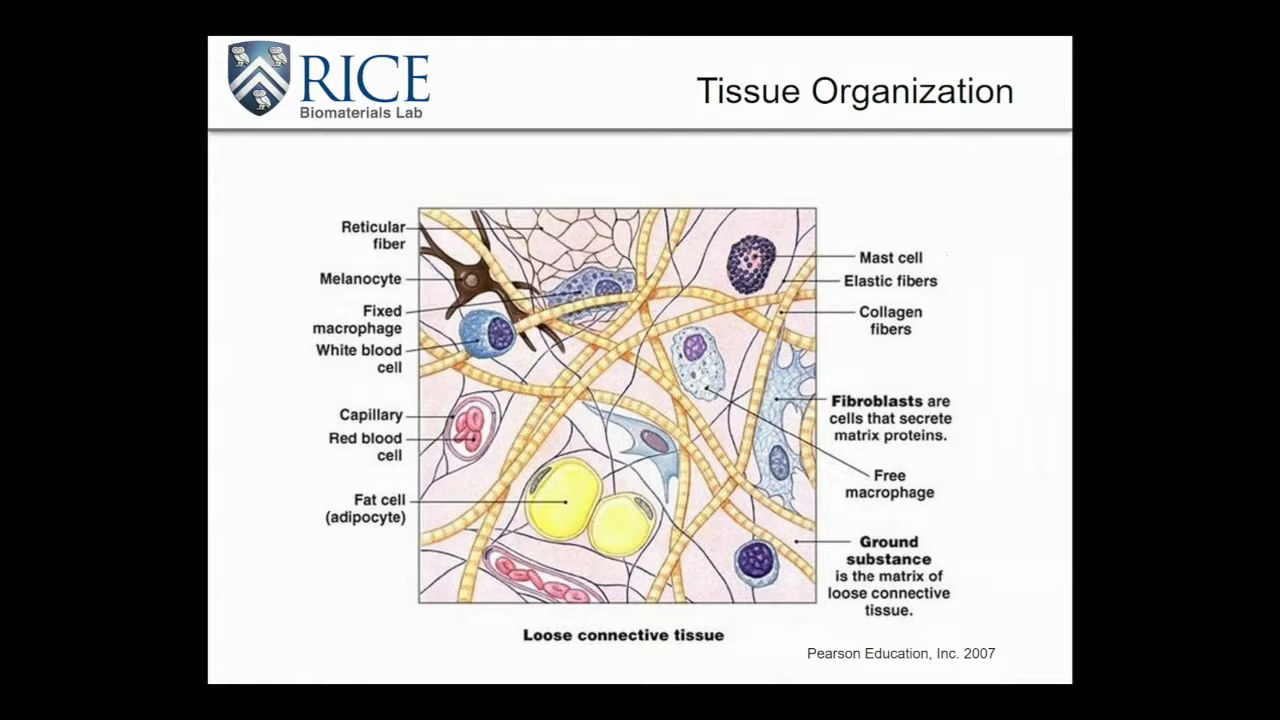 RICE
Biomaterials Lab
Tissue Organization
Reticular
fiber
Melanocyte
Fixed
macrophage
White blood
cell
Capillary
Red blood
cell
Fat cell
(adipocyte)
Mast cell
Elastic fibers
Collagen
fibers
Fibroblasts are
cells that secrete
matrix proteins.
Free
macrophage
Ground
substance
is the matrix of
loose connective
tissue.
Loose connective tissue
Pearson Education, Inc. 2007